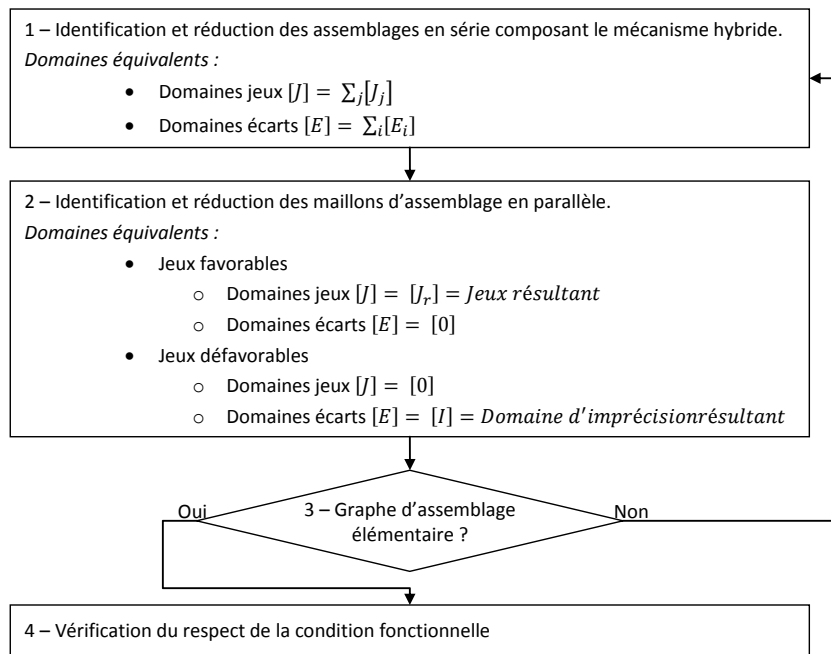 1 – Identification et réduction des assemblages en série composant le mécanisme hybride.
Domaines équivalents :
• Domaines jeux [J] = ∑j[Jj]
• Domaines écarts [E] = ∑i[Ei]
2 – Identification et réduction des maillons d'assemblage en parallèle.
Domaines équivalents :
• Jeux favorables
o Domaines jeux [J] = [Jr] = Jeux résultant
o Domaines écarts [E] = [0]
• Jeux défavorables
o Domaines jeux [J] = [0]
o Domaines écarts [E] = [I] = Domaine d'imprécisionrésultant
Oui
3 – Graphe d'assemblage
élémentaire ?
Non
4 – Vérification du respect de la condition fonctionnelle